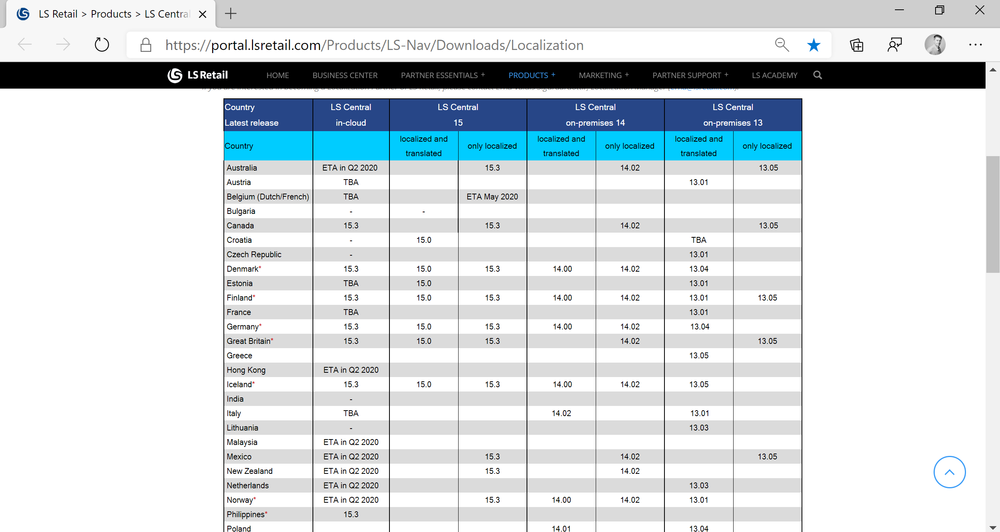 LS Retail > Products > LS Central
https://portal.lsretail.com/Products/LS-Nav/Downloads/Localization
LS Retail HOME BUSINESS CENTER PARTNER ESSENTIALS + PRODUCTS + MARKETING + PARTNER SUPPORT + LS ACADEMY
Country LS Central LS Central LS Central LS Central
Latest release in-cloud 15 on-premises 14 on-premises 13
Country localized and translated only localized localized and translated only localized localized and translated only localized
Australia ETA in Q2 2020 15.3 14.02 13.05
Austria TBA 13.01
Belgium (Dutch/French) TBA ETA May 2020
Bulgaria - -
Canada 15.3 15.3 14.02 13.05
Croatia - 15.0 TBA
Czech Republic - 13.01
Denmark* 15.3 15.0 15.3 14.00 14.02 13.04
Estonia TBA 15.0 13.01
Finland* 15.3 15.0 15.3 14.00 14.02 13.01 13.05
France TBA 13.01
Germany* 15.3 15.0 15.3 14.00 14.02 13.04
Great Britain* 15.3 15.0 15.3 14.02 13.05
Greece 13.05
Hong Kong ETA in Q2 2020
Iceland* 15.3 15.0 15.3 14.00 14.02 13.05
India -
Italy TBA 14.02 13.01
Lithuania - 13.03
Malaysia ETA in Q2 2020
Mexico ETA in Q2 2020 15.3 14.02 13.05
New Zealand ETA in Q2 2020 15.3 14.02
Netherlands ETA in Q2 2020 13.03
Norway* ETA in Q2 2020 15.3 14.00 14.02 13.01
Philippines* 15.3
Poland 14.01 13.04